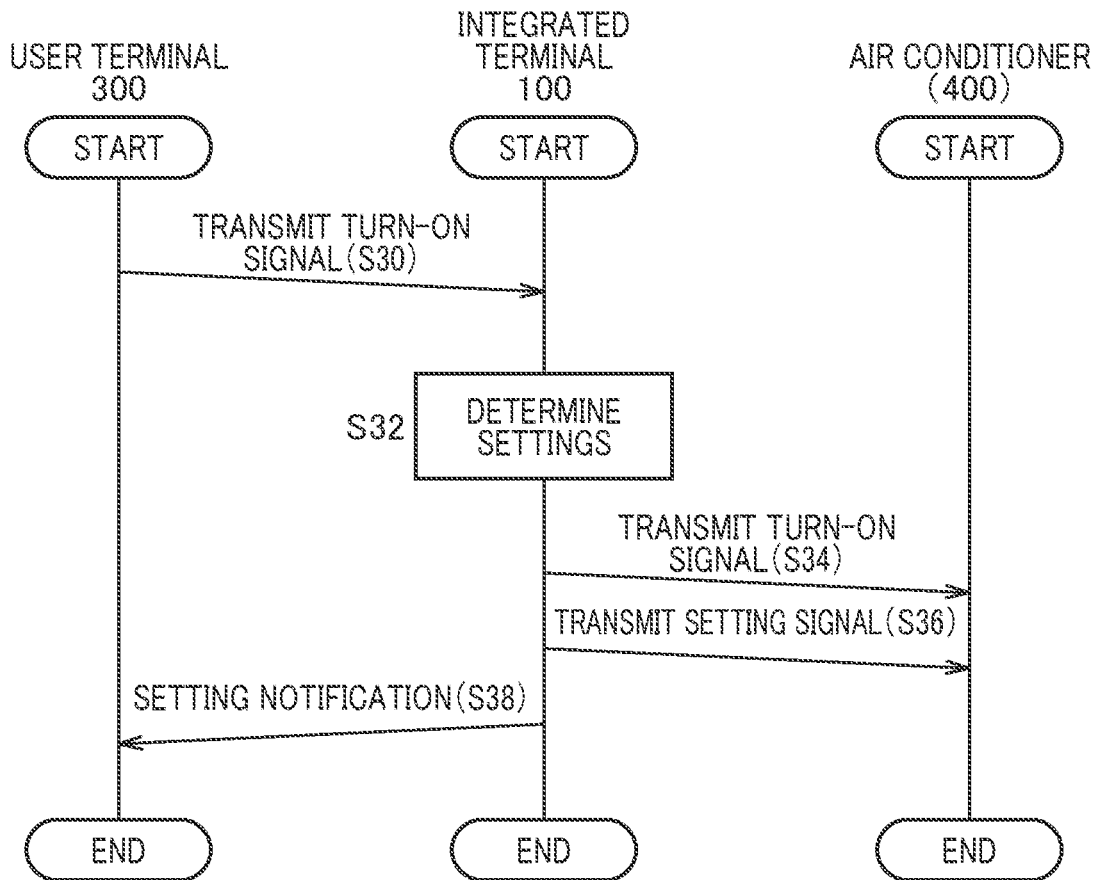 USER TERMINAL
300
INTEGRATED
TERMINAL
100
AIR CONDITIONER
(400)
START
START
START
TRANSMIT TURN-ON
SIGNAL(S30)
S32
DETERMINE
SETTINGS
TRANSMIT TURN-ON
SIGNAL(S34)
TRANSMIT SETTING SIGNAL(S36)
SETTING NOTIFICATION(S38)
END
END
END